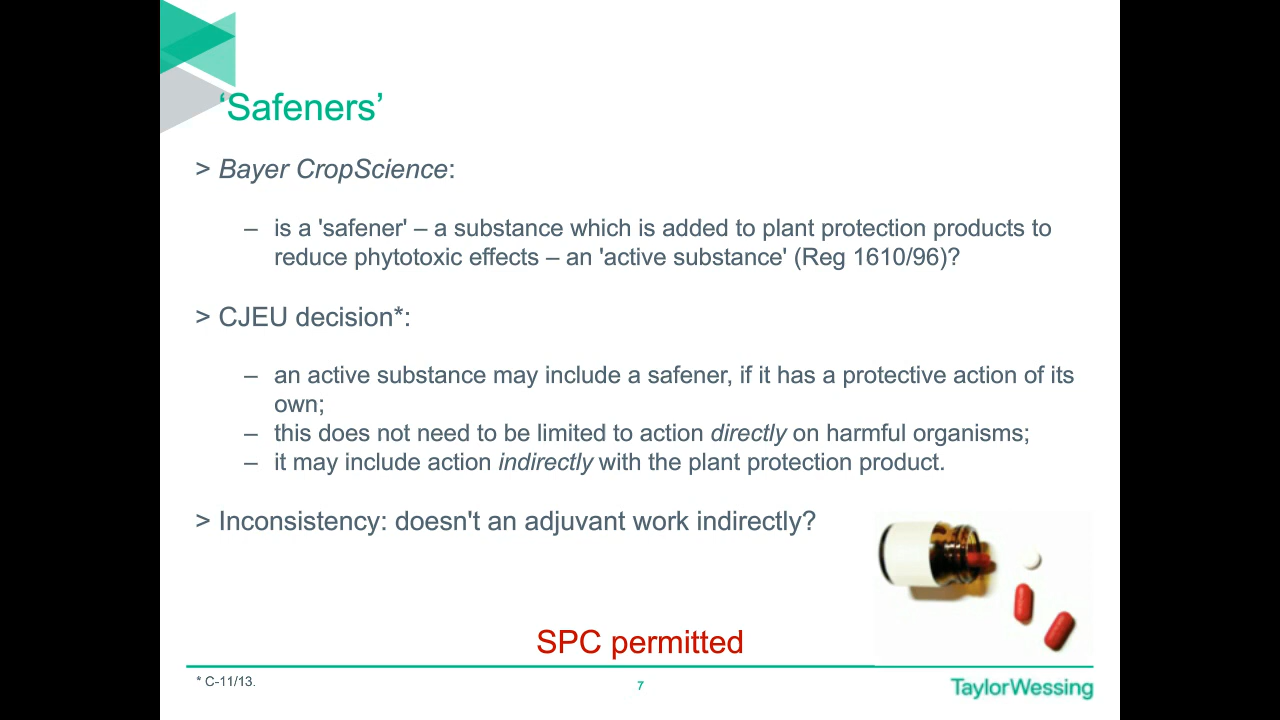 ‘Safeners’
> Bayer CropScience:
– is a 'safener' – a substance which is added to plant protection products to
reduce phytotoxic effects – an 'active substance' (Reg 1610/96)?
> CJEU decision*:
– an active substance may include a safener, if it has a protective action of its
own;
– this does not need to be limited to action directly on harmful organisms;
– it may include action indirectly with the plant protection product.
> Inconsistency: doesn't an adjuvant work indirectly?
SPC permitted
* C-11/13.
7
TaylorWessing